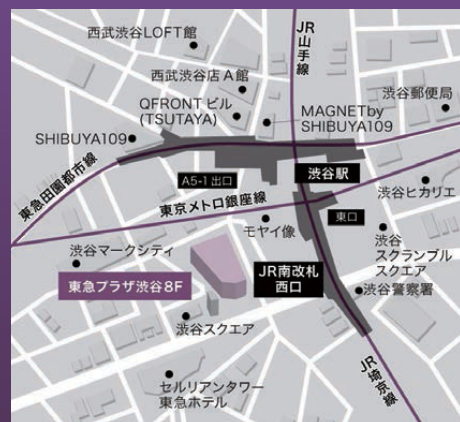 西武渋谷LOFT館
JR山手線
西武渋谷店A館
QFRONTビル
(TSUTAYA)
MAGNETby
SHIBUYA109
渋谷郵便局
SHIBUYA109
A5-1 出口
渋谷駅
東急田園都市線
東京メトロ銀座線
渋谷ヒカリエ
モヤイ像
東口
渋谷
スクランブル
スクエア
渋谷マークシティ
東急プラザ渋谷8F
JR南改札
西口
渋谷警察署
渋谷スクエア
JR埼京線
セルリアンタワー
東急ホテル